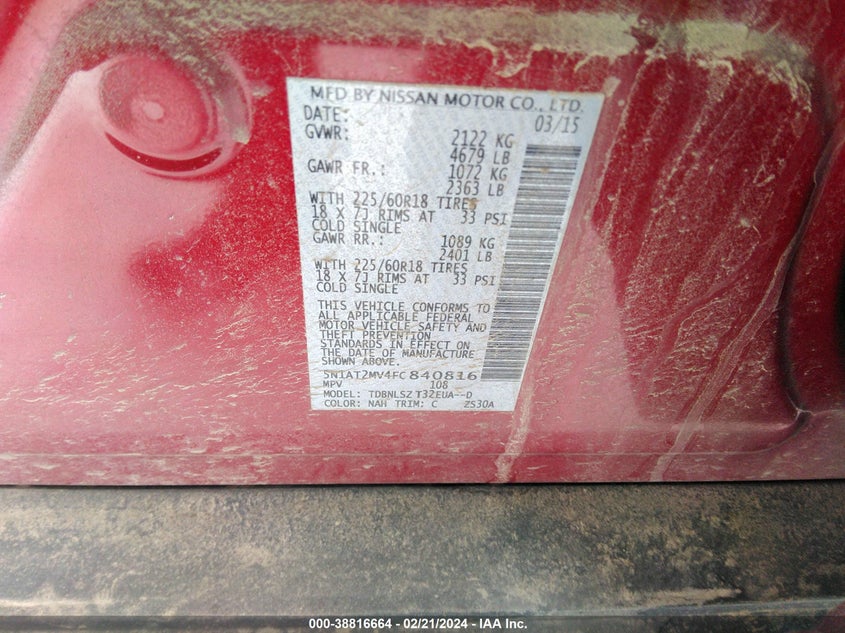 MFD BY NISSAN MOTOR CO., LTD.
DATE: 03/15
GVWR: 2122 KG
4679 LB
GAWR FR.: 1072 KG
2363 LB
WITH 225/60R18 TIRES
18 X 7J RIMS AT 33 PSI
COLD SINGLE
GAWR RR.: 1089 KG
2401 LB
WITH 225/60R18 TIRES
18 X 7J RIMS AT 33 PSI
COLD SINGLE
THIS VEHICLE CONFORMS TO
ALL APPLICABLE FEDERAL
MOTOR VEHICLE SAFETY AND
THEFT PREVENTION
STANDARDS IN EFFECT ON
THE DATE OF MANUFACTURE
SHOWN ABOVE.
5N1AT2MV4FC840816
MPV 108
MODEL: TDBNLSZ T32EUA--D
COLOR: NAH TRIM: C ZS30A
000-38816664 - 02/21/2024 - IAA Inc.